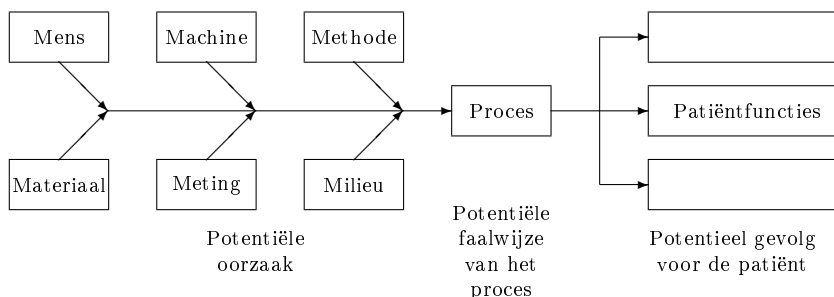 Mens
Machine
Methode
Proces
Patiëntfuncties
Materiaal
Meting
Milieu
Potentiële
oorzaak
Potentiële
faalwijze
van het
proces
Potentieel gevolg
voor de patiënt